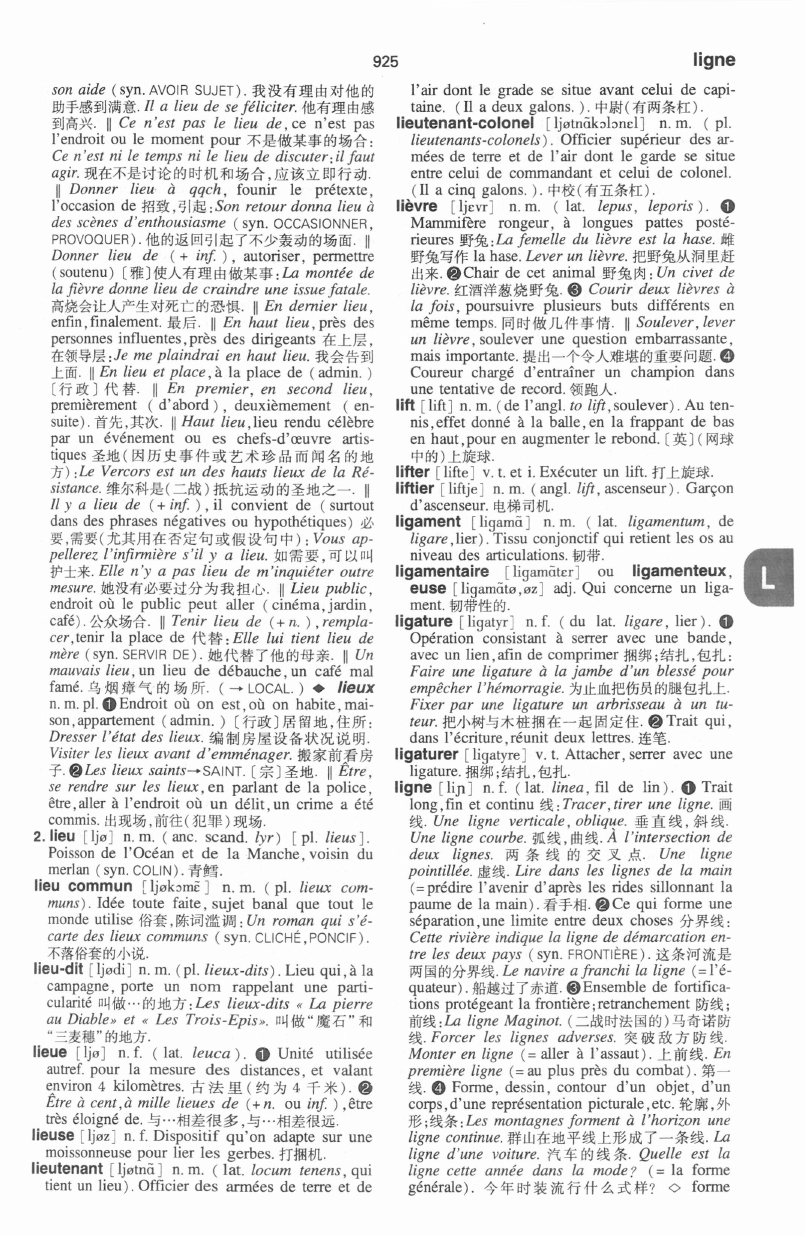 925
ligne
son aide (syn. AVOIR SUJET). 我没有理由对他的
助手感到满意. Il a lieu de se féliciter. 他有理由感
到高兴. ‖ Ce n'est pas le lieu de, ce n'est pas
l'endroit ou le moment pour 不是做某事的场合:
Ce n'est ni le temps ni le lieu de discuter; il faut
agir. 现在不是讨论的时机和场合,应该立即行动.
‖ Donner lieu à qqch, founir le prétexte,
l'occasion de 招致,引起: Son retour donna lieu à
des scènes d'enthousiasme (syn. OCCASIONNER,
PROVOQUER). 他的返回引起了不少轰动的场面. ‖
Donner lieu de (+ inf.), autoriser, permettre
(soutenu) [雅]使人有理由做某事: La montée de
la fièvre donne lieu de craindre une issue fatale.
高烧会让人产生对死亡的恐惧. ‖ En dernier lieu,
enfin, finalement. 最后. ‖ En haut lieu, près des
personnes influentes, près des dirigeants 在上层,
在领导层: Je me plaindrai en haut lieu. 我会告到
上面. ‖ En lieu et place, à la place de (admin.)
[行政] 代替. ‖ En premier, en second lieu,
premièrement (d'abord), deuxièmement (en-
suite). 首先,其次. ‖ Haut lieu, lieu rendu célèbre
par un événement ou es chefs-d'œuvre artis-
tiques 圣地(因历史事件或艺术珍品而闻名的地
方): Le Vercors est un des hauts lieux de la Ré-
sistance. 维尔科是(二战)抵抗运动的圣地之一. ‖
Il y a lieu de (+ inf.), il convient de (surtout
dans des phrases négatives ou hypothétiques) 必
要,需要(尤其用在否定句或假设句中): Vous ap-
pellerez l'infirmière s'il y a lieu. 如需要,可以叫
护士来. Elle n'y a pas lieu de m'inquiéter outre
mesure. 她没有必要过分为我担心. ‖ Lieu public,
endroit où le public peut aller (cinéma, jardin,
café). 公众场合. ‖ Tenir lieu de (+ n.), rempla-
cer, tenir la place de 代替: Elle lui tient lieu de
mère (syn. SERVIR DE). 她代替了他的母亲. ‖ Un
mauvais lieu, un lieu de débauche, un café mal
famé. 乌烟瘴气的场所. (→ LOCAL.) ◆ lieux
n. m. pl. ❶ Endroit où on est, où on habite, mai-
son, appartement (admin.) [行政]居留地,住所:
Dresser l'état des lieux. 编制房屋设备状况说明.
Visiter les lieux avant d'emménager. 搬家前看房
子. ❷ Les lieux saints→SAINT. [宗]圣地. ‖ Être,
se rendre sur les lieux, en parlant de la police,
être, aller à l'endroit où un délit, un crime a été
commis. 出现场,前往(犯罪)现场.
2. lieu [ljø] n. m. (anc. scand. lyr) [pl. lieus].
Poisson de l'Océan et de la Manche, voisin du
merlan (syn. COLIN). 青鳕.
lieu commun [ljøkɔmɛ̃] n. m. (pl. lieux com-
muns). Idée toute faite, sujet banal que tout le
monde utilise 俗套,陈词滥调: Un roman qui s'é-
carte des lieux communs (syn. CLICHÉ, PONCIF).
不落俗套的小说.
lieu-dit [ljødi] n. m. (pl. lieux-dits). Lieu qui, à la
campagne, porte un nom rappelant une parti-
cularité 叫做…的地方: Les lieux-dits « La pierre
au Diable» et « Les Trois-Epis». 叫做“魔石”和
“三麦穗”的地方.
lieue [ljø] n. f. (lat. leuca). ❶ Unité utilisée
autref. pour la mesure des distances, et valant
environ 4 kilomètres. 古法里(约为 4 千米). ❷
Être à cent, à mille lieues de (+ n. ou inf.), être
très éloigné de. 与…相差很多,与…相差很远.
lieuse [ljøz] n. f. Dispositif qu'on adapte sur une
moissonneuse pour lier les gerbes. 打捆机.
lieutenant [ljøtnɑ̃] n. m. (lat. locum tenens, qui
tient un lieu). Officier des armées de terre et de
l'air dont le grade se situe avant celui de capi-
taine. (Il a deux galons.). 中尉(有两条杠).
lieutenant-colonel [ljøtnɑ̃kɔlɔnɛl] n. m. (pl.
lieutenants-colonels). Officier supérieur des ar-
mées de terre et de l'air dont le garde se situe
entre celui de commandant et celui de colonel.
(Il a cinq galons.). 中校(有五条杠).
lièvre [ljɛvr] n. m. (lat. lepus, leporis). ❶
Mammifère rongeur, à longues pattes posté-
rieures 野兔: La femelle du lièvre est la hase. 雌
野兔写作 la hase. Lever un lièvre. 把野兔从洞里赶
出来. ❷ Chair de cet animal 野兔肉: Un civet de
lièvre. 红酒洋葱烧野兔. ❸ Courir deux lièvres à
la fois, poursuivre plusieurs buts différents en
même temps. 同时做几件事情. ‖ Soulever, lever
un lièvre, soulever une question embarrassante,
mais importante. 提出一个令人难堪的重要问题. ❹
Coureur chargé d'entraîner un champion dans
une tentative de record. 领跑人.
lift [lift] n. m. (de l'angl. to lift, soulever). Au ten-
nis, effet donné à la balle, en la frappant de bas
en haut, pour en augmenter le rebond. [英](网球
中的)上旋球.
lifter [lifte] v. t. et i. Exécuter un lift. 打上旋球.
liftier [liftje] n. m. (angl. lift, ascenseur). Garçon
d'ascenseur. 电梯司机.
ligament [ligamɑ̃] n. m. (lat. ligamentum, de
ligare, lier). Tissu conjonctif qui retient les os au
niveau des articulations. 韧带.
ligamentaire [ligamɑ̃tɛr] ou ligamenteux,
euse [ligamɑ̃tø, øz] adj. Qui concerne un liga-
ment. 韧带性的.
ligature [ligatyr] n. f. (du lat. ligare, lier). ❶
Opération consistant à serrer avec une bande,
avec un lien, afin de comprimer 捆绑;结扎,包扎:
Faire une ligature à la jambe d'un blessé pour
empêcher l'hémorragie. 为止血把伤员的腿包扎上.
Fixer par une ligature un arbrisseau à un tu-
teur. 把小树与木桩捆在一起固定住. ❷ Trait qui,
dans l'écriture, réunit deux lettres. 连笔.
ligaturer [ligatyre] v. t. Attacher, serrer avec une
ligature. 捆绑;结扎,包扎.
ligne [liɲ] n. f. (lat. linea, fil de lin). ❶ Trait
long, fin et continu 线: Tracer, tirer une ligne. 画
线. Une ligne verticale, oblique. 垂直线,斜线.
Une ligne courbe. 弧线,曲线. À l'intersection de
deux lignes. 两条线的交叉点. Une ligne
pointillée. 虚线. Lire dans les lignes de la main
(= prédire l'avenir d'après les rides sillonnant la
paume de la main). 看手相. ❷ Ce qui forme une
séparation, une limite entre deux choses 分界线:
Cette rivière indique la ligne de démarcation en-
tre les deux pays (syn. FRONTIÈRE). 这条河流是
两国的分界线. Le navire a franchi la ligne (= l'é-
quateur). 船越过了赤道. ❸ Ensemble de fortifica-
tions protégeant la frontière; retranchement 防线;
前线: La ligne Maginot. (二战时法国的)马奇诺防
线. Forcer les lignes adverses. 突破敌方防线.
Monter en ligne (= aller à l'assaut). 上前线. En
première ligne (= au plus près du combat). 第一
线. ❹ Forme, dessin, contour d'un objet, d'un
corps, d'une représentation picturale, etc. 轮廓,外
形;线条: Les montagnes forment à l'horizon une
ligne continue. 群山在地平线上形成了一条线. La
ligne d'une voiture. 汽车的线条. Quelle est la
ligne cette année dans la mode? (= la forme
générale). 今年时装流行什么式样? ◇ forme
L